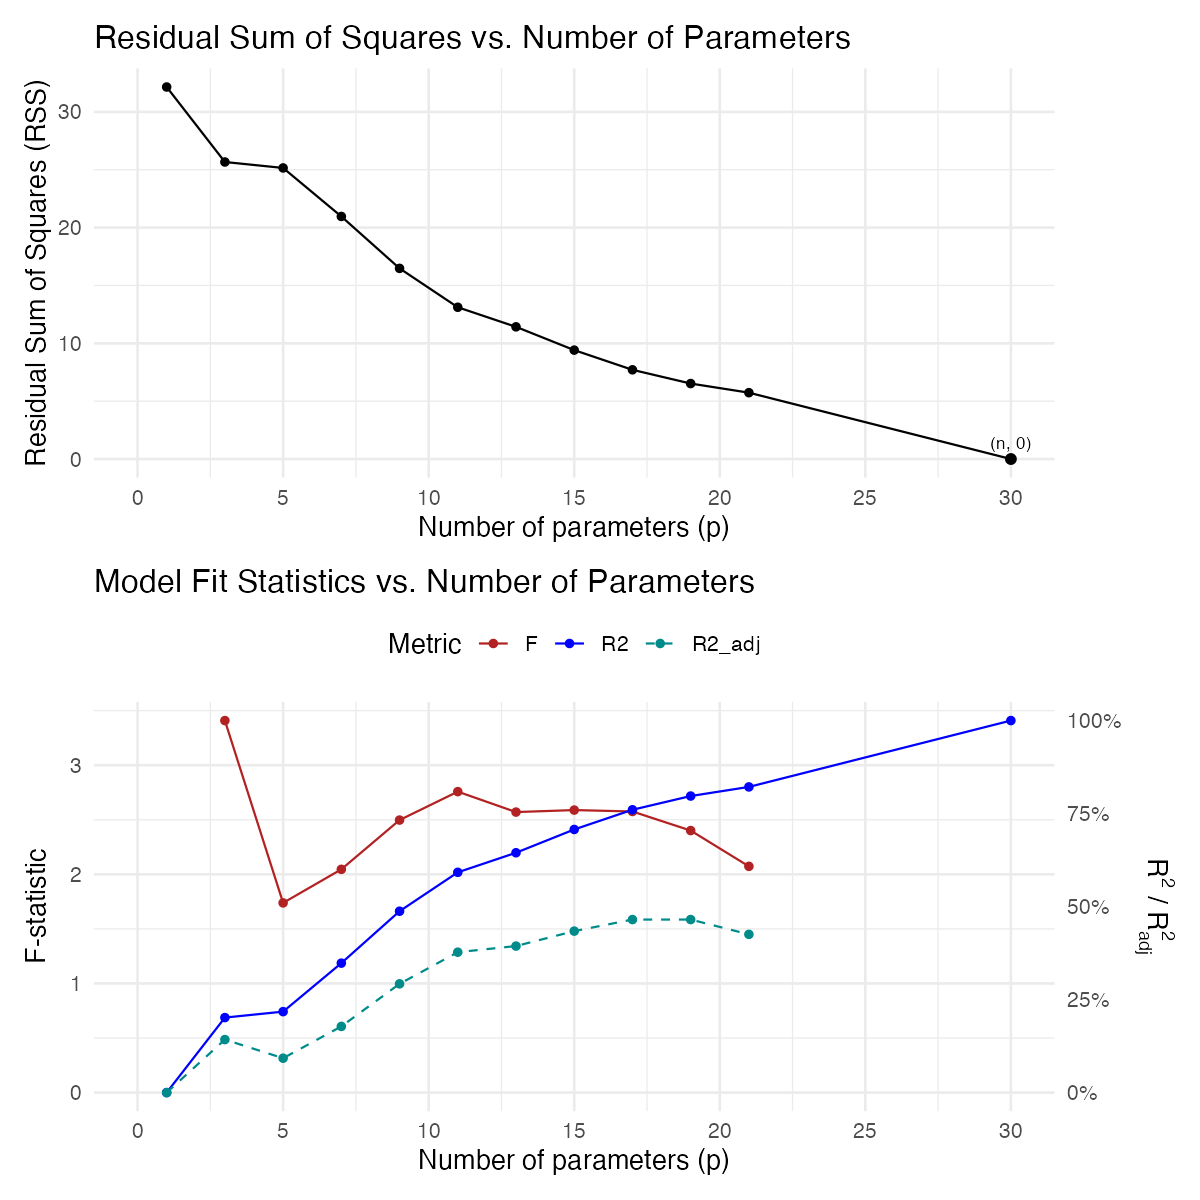 Residual Sum of Squares vs. Number of Parameters
Residual Sum of Squares (RSS)
30
20
10
0
(n, 0)
0 5 10 15 20 25 30
Number of parameters (p)
Model Fit Statistics vs. Number of Parameters
Metric F R2 R2_adj
F-statistic
3
2
1
0
100%
75%
50%
25%
0%
R² / R²adj
0 5 10 15 20 25 30
Number of parameters (p)